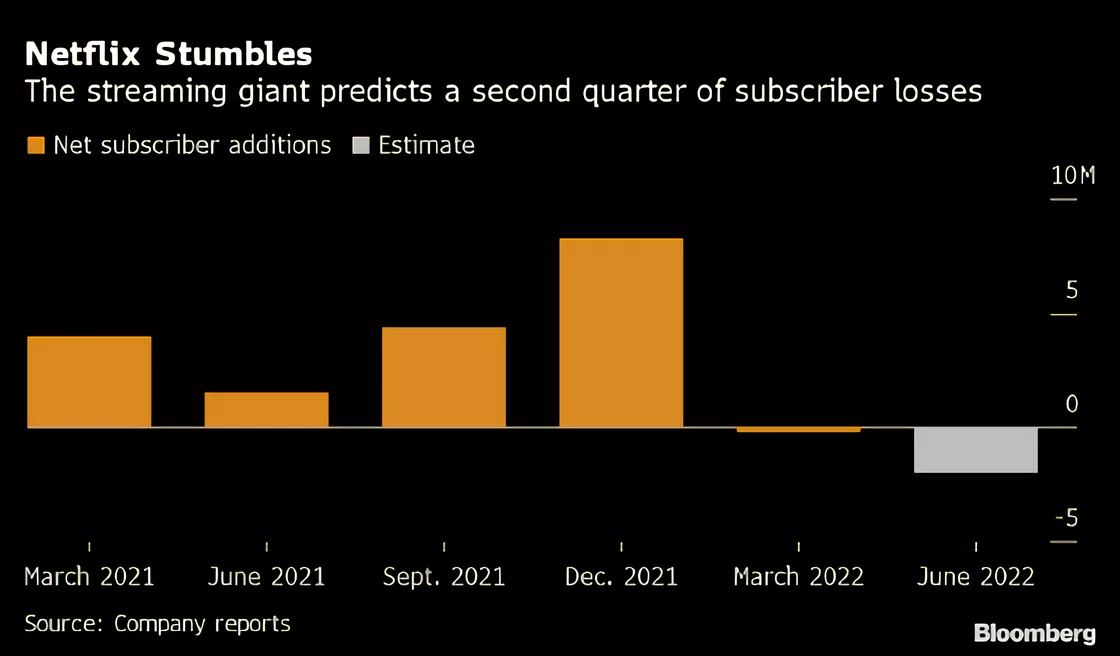 Netflix Stumbles
The streaming giant predicts a second quarter of subscriber losses
Net subscriber additions Estimate
10M
5
0
-5
March 2021 June 2021 Sept. 2021 Dec. 2021 March 2022 June 2022
Source: Company reports
Bloomberg